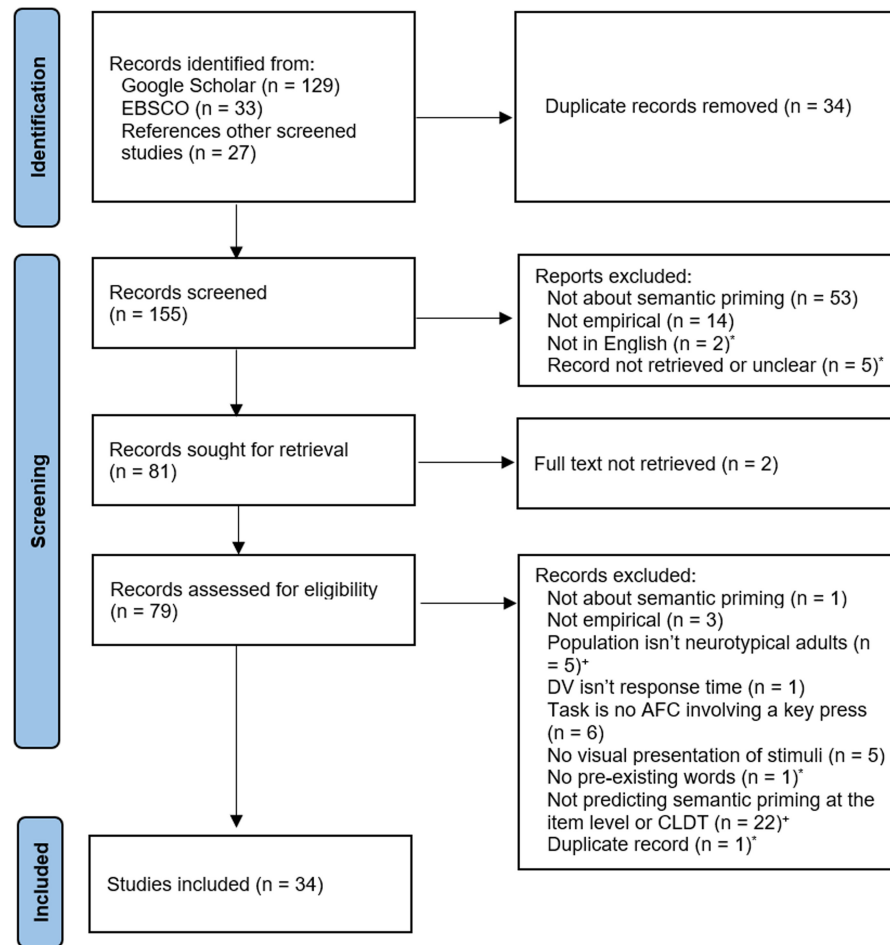 Identification
Records identified from:
Google Scholar (n = 129)
EBSCO (n = 33)
References other screened
studies (n = 27)
Duplicate records removed (n = 34)
Screening
Records screened
(n = 155)
Reports excluded:
Not about semantic priming (n = 53)
Not empirical (n = 14)
Not in English (n = 2)*
Record not retrieved or unclear (n = 5)*
Records sought for retrieval
(n = 81)
Full text not retrieved (n = 2)
Records assessed for eligibility
(n = 79)
Records excluded:
Not about semantic priming (n = 1)
Not empirical (n = 3)
Population isn't neurotypical adults (n
= 5)+
DV isn't response time (n = 1)
Task is no AFC involving a key press
(n = 6)
No visual presentation of stimuli (n = 5)
No pre-existing words (n = 1)*
Not predicting semantic priming at the
item level or CLDT (n = 22)+
Duplicate record (n = 1)*
Included
Studies included (n = 34)